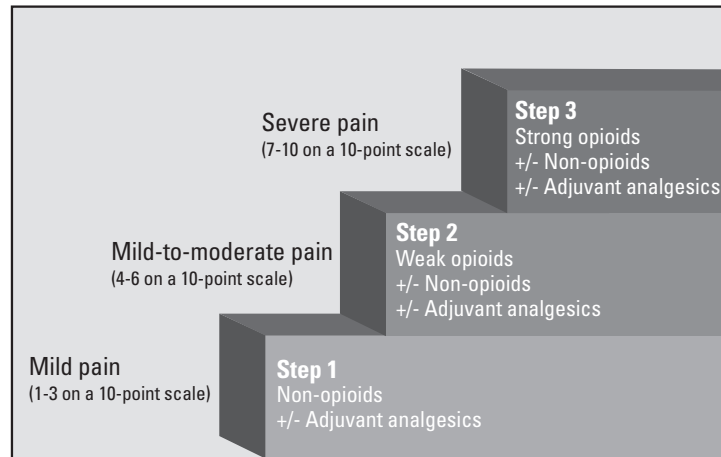 Severe pain
(7-10 on a 10-point scale)
Step 3
Strong opioids
+/- Non-opioids
+/- Adjuvant analgesics
Mild-to-moderate pain
(4-6 on a 10-point scale)
Step 2
Weak opioids
+/- Non-opioids
+/- Adjuvant analgesics
Mild pain
(1-3 on a 10-point scale)
Step 1
Non-opioids
+/- Adjuvant analgesics